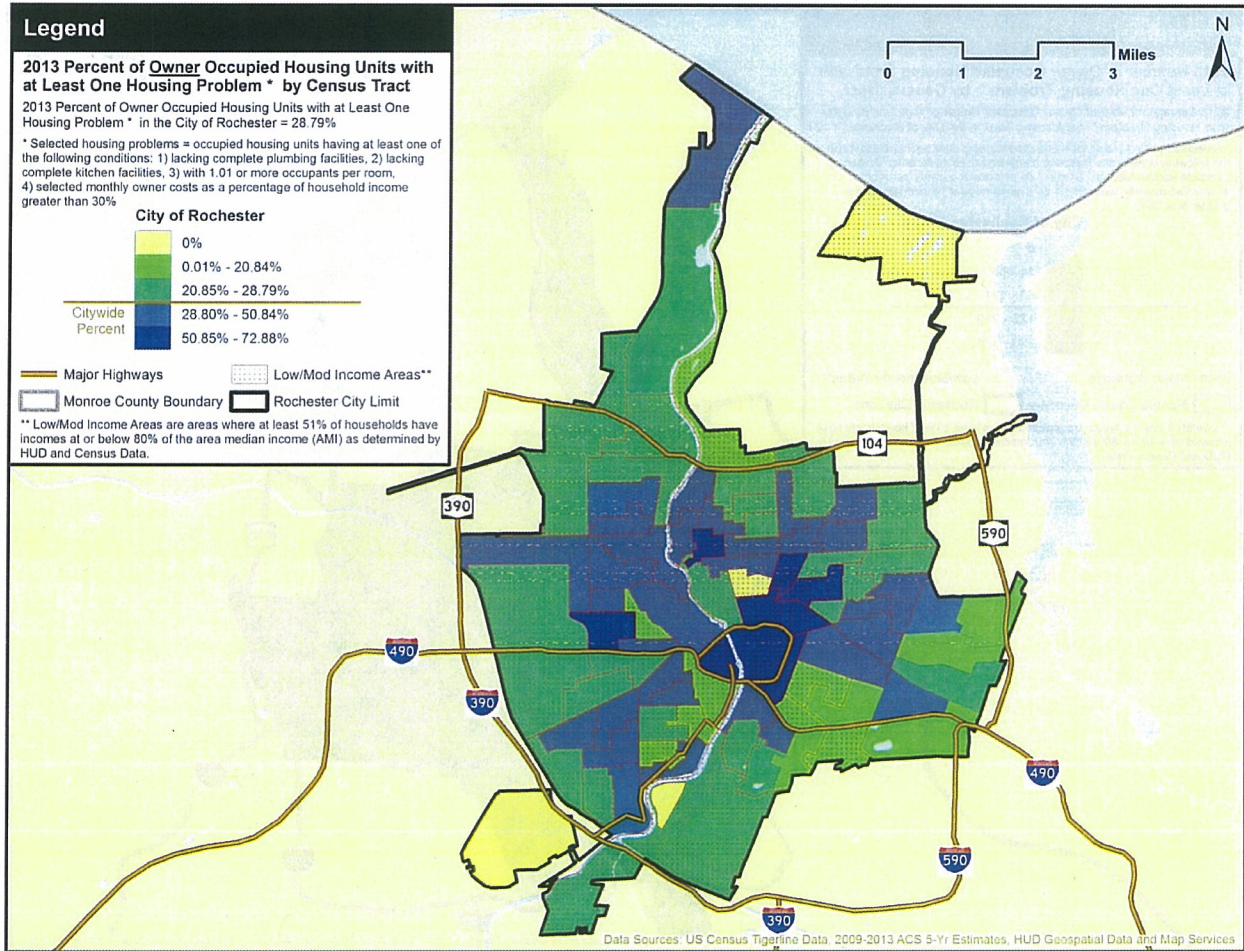 Legend
2013 Percent of Owner Occupied Housing Units with
at Least One Housing Problem * by Census Tract
2013 Percent of Owner Occupied Housing Units with at Least One
Housing Problem * in the City of Rochester = 28.79%
* Selected housing problems = occupied housing units having at least one of
the following conditions: 1) lacking complete plumbing facilities, 2) lacking
complete kitchen facilities, 3) with 1.01 or more occupants per room,
4) selected monthly owner costs as a percentage of household income
greater than 30%
City of Rochester
0%
0.01% - 20.84%
20.85% - 28.79%
Citywide
Percent
28.80% - 50.84%
50.85% - 72.88%
Major Highways
Low/Mod Income Areas**
Monroe County Boundary
Rochester City Limit
** Low/Mod Income Areas are areas where at least 51% of households have
incomes at or below 80% of the area median income (AMI) as determined by
HUD and Census Data.
N
0 1 2 3 Miles
104
390
590
490
390
490
590
390
Data Sources: US Census Tigerline Data, 2009-2013 ACS 5-Yr Estimates, HUD Geospatial Data and Map Services